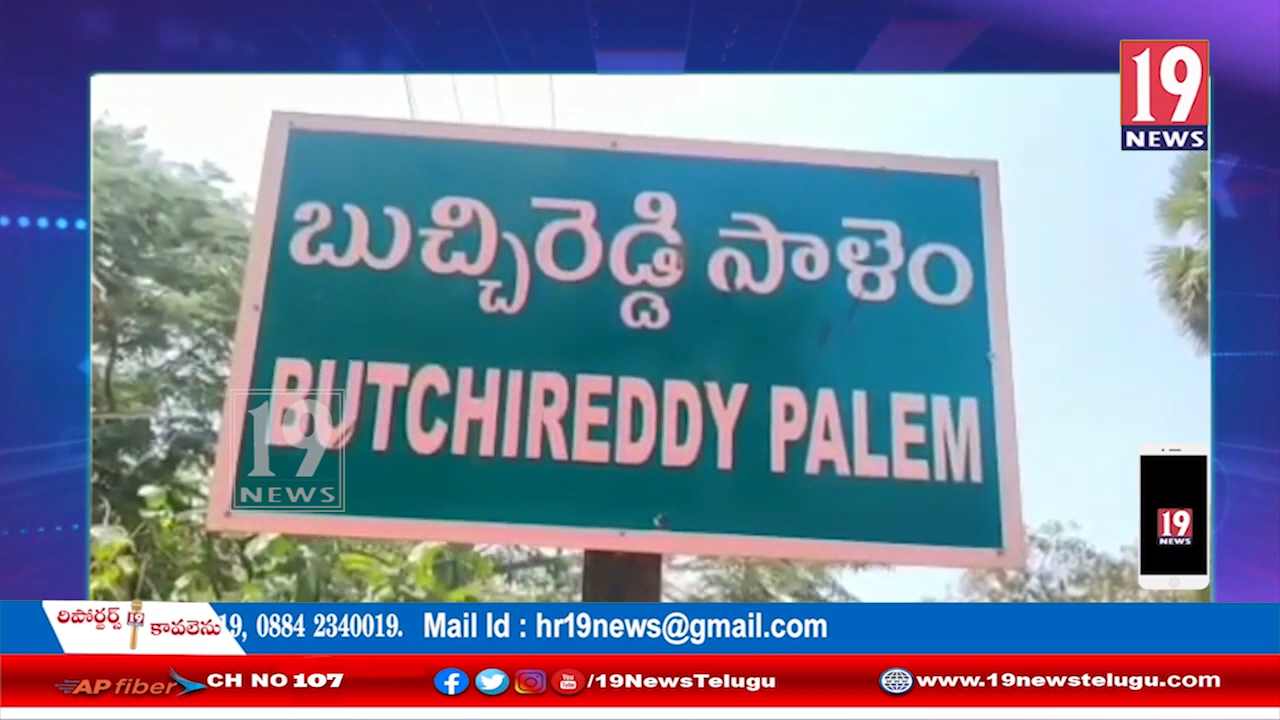 19
NEWS
బుచ్చిరెడ్డి సాళెం
BUTCHIREDDY PALEM
19
NEWS
19
NEWS
రిపోర్టర్స్ 19 కావలెను
19, 0884 2340019. Mail Id : hr19news@gmail.com
AP fiber CH NO 107
/19NewsTelugu
www.19newstelugu.com